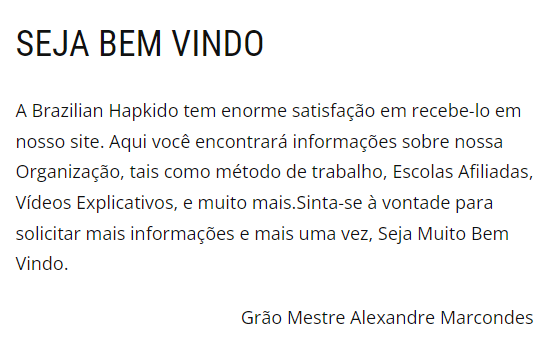 SEJA BEM VINDO
A Brazilian Hapkido tem enorme satisfação em recebe-lo em
nosso site. Aqui você encontrará informações sobre nossa
Organização, tais como método de trabalho, Escolas Afiliadas,
Vídeos Explicativos, e muito mais.Sinta-se à vontade para
solicitar mais informações e mais uma vez, Seja Muito Bem
Vindo.
Grão Mestre Alexandre Marcondes